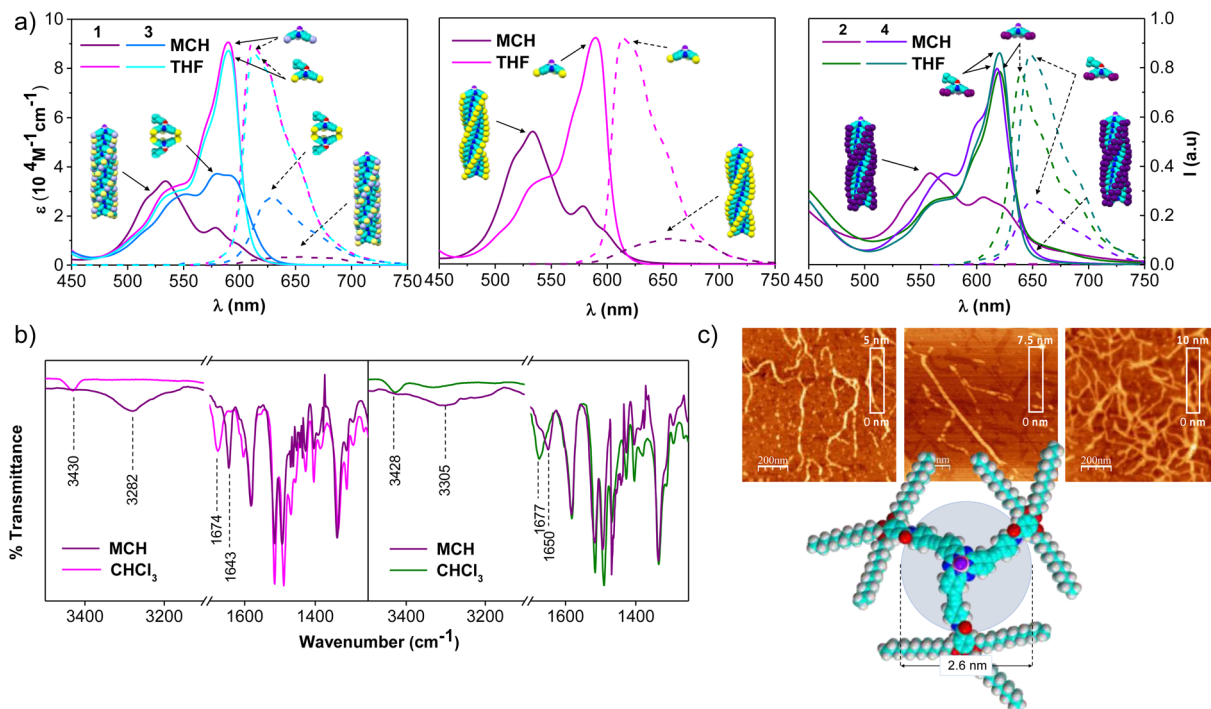 a)
1 3
MCH
THF
MCH
THF
2 4
MCH
THF
ε (10 4M-1cm-1)
10
8
6
4
2
0
1.0
0.8
0.6
0.4
0.2
0.0
I (a.u)
450 500 550 600 650 700 750
450 500 550 600 650 700 750
450 500 550 600 650 700 750
λ (nm)
λ (nm)
λ (nm)
b)
% Transmittance
3430
3282
1674
1643
MCH
CHCl3
3428
3305
1677
1650
MCH
CHCl3
3400 3200 1600 1400 3400 3200 1600 1400
Wavenumber (cm-1)
c)
5 nm
0 nm
200nm
7.5 nm
0 nm
nm
10 nm
0 nm
200nm
2.6 nm